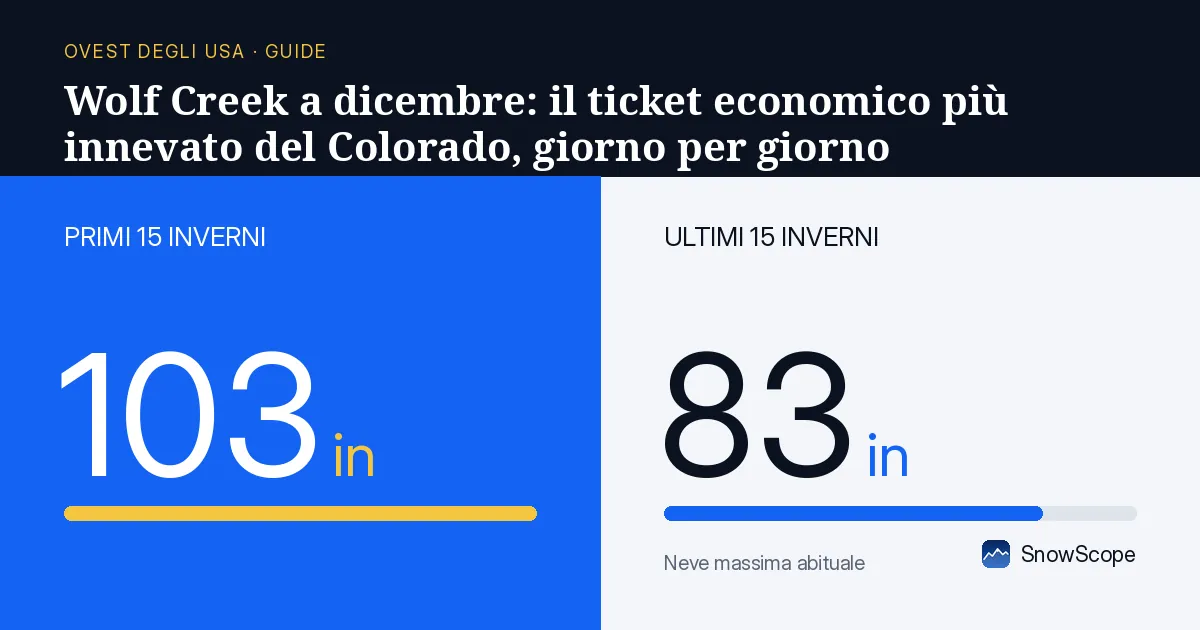 OVEST DEGLI USA · GUIDE
Wolf Creek a dicembre: il ticket economico più
innevato del Colorado, giorno per giorno
PRIMI 15 INVERNI
103 in
ULTIMI 15 INVERNI
83 in
Neve massima abituale
SnowScope